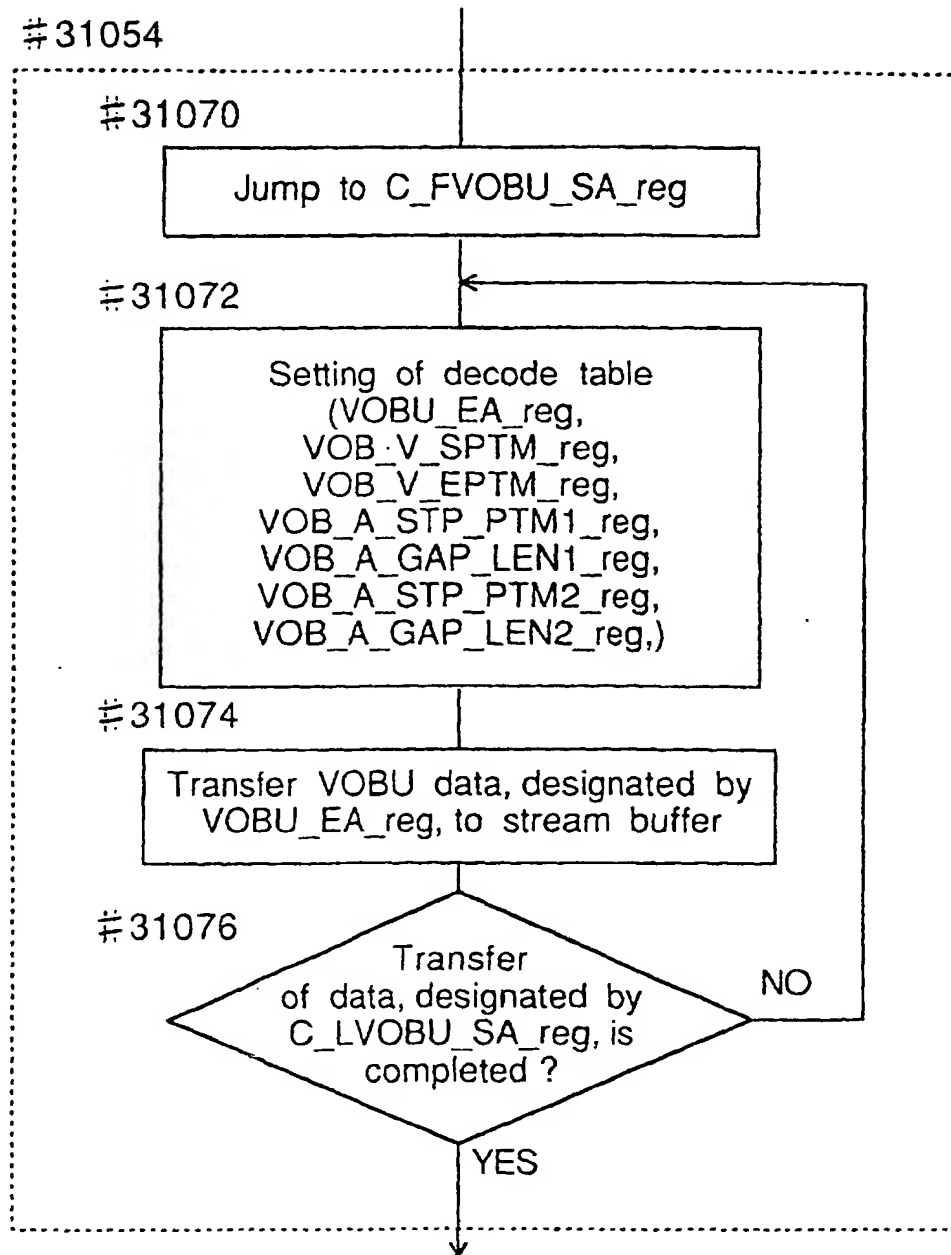 #31054
#31070
Jump to C_FVOBU_SA_reg
#31072
Setting of decode table
(VOBU_EA_reg,
VOB_V_SPTM_reg,
VOB_V_EPTM_reg,
VOB_A_STP_PTM1_reg,
VOB_A_GAP_LEN1_reg,
VOB_A_STP_PTM2_reg,
VOB_A_GAP_LEN2_reg,)
#31074
Transfer VOBU data, designated by
VOBU_EA_reg, to stream buffer
#31076
Transfer
of data, designated by
C_LVOBU_SA_reg, is
completed ?
NO
YES